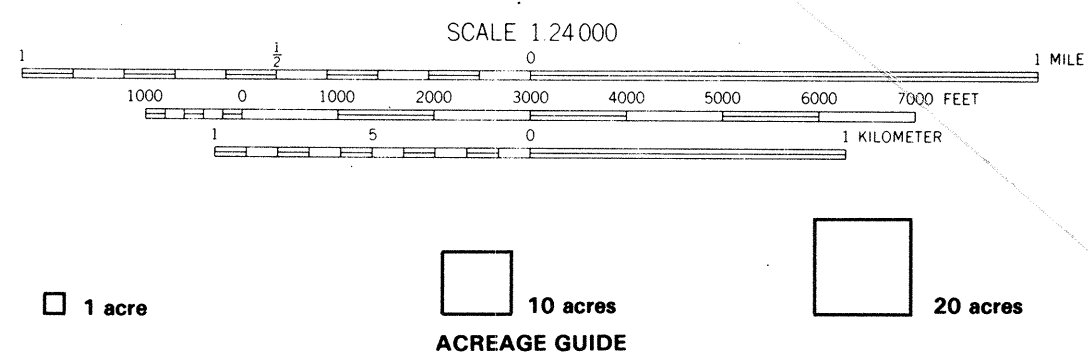 SCALE 1:24 000
1 1/2 0 1 MILE
1000 0 1000 2000 3000 4000 5000 6000 7000 FEET
1 5 0 1 KILOMETER
1 acre 10 acres 20 acres
ACREAGE GUIDE